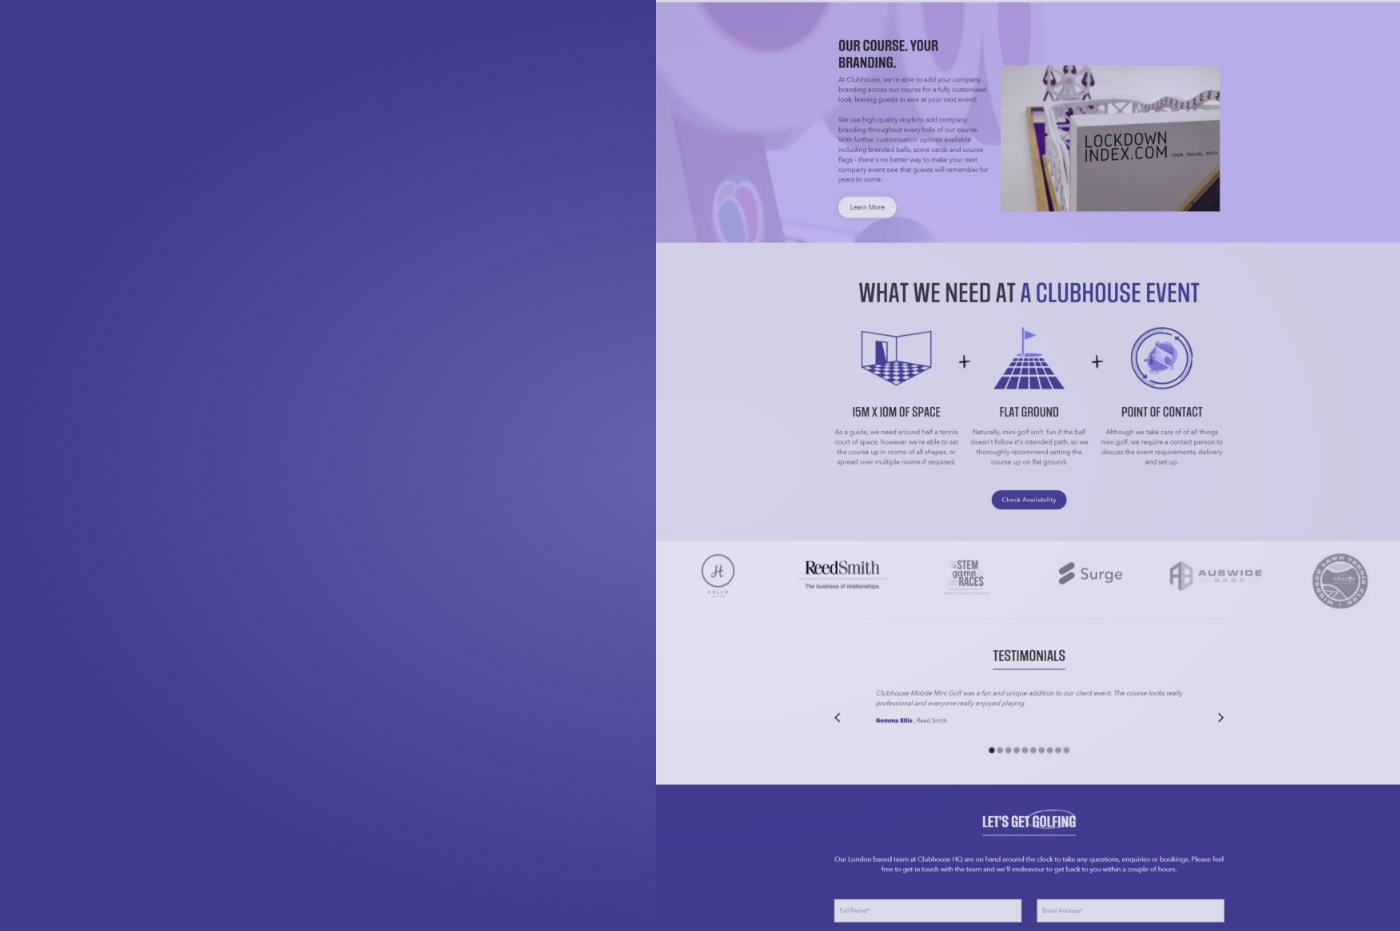 OUR COURSE. YOUR
BRANDING.
At Clubhouse, we're able to add your company
branding across our course for a fully customised
look, leaving guests in awe at your next event!
We use high quality vinyls to add company
branding throughout every hole of our course.
With further customisation options available
including branded balls, score cards and course
flags - there's no better way to make your next
company event one that guests will remember for
years to come.
Learn More
LOCKDOWN
INDEX.COM YOUR TRAVEL DATA
WHAT WE NEED AT A CLUBHOUSE EVENT
15M X 10M OF SPACE
As a guide, we need around half a tennis
court of space, however we're able to set
the course up in rooms of all shapes, or
spread over multiple rooms if required.
FLAT GROUND
Naturally, mini golf isn't fun if the ball
doesn't follow it's intended path, so we
thoroughly recommend setting the
course up on flat ground.
POINT OF CONTACT
Although we take care of of all things
mini golf, we require a contact person to
discuss the event requirements, delivery
and set up.
Check Availability
H
HELLO
ReedSmith
The business of relationships.
STEM
game
RACES
Surge
AUSWIDE
BANK
TESTIMONIALS
Clubhouse Mobile Mini Golf was a fun and unique addition to our client event. The course looks really
professional and everyone really enjoyed playing
Gemma Ellis, Reed Smith
LET'S GET GOLFING
Our London based team at Clubhouse HQ are on hand around the clock to take any questions, enquiries or bookings. Please feel
free to get in touch with the team and we'll endeavour to get back to you within a couple of hours.
Full Name*
Email Address*